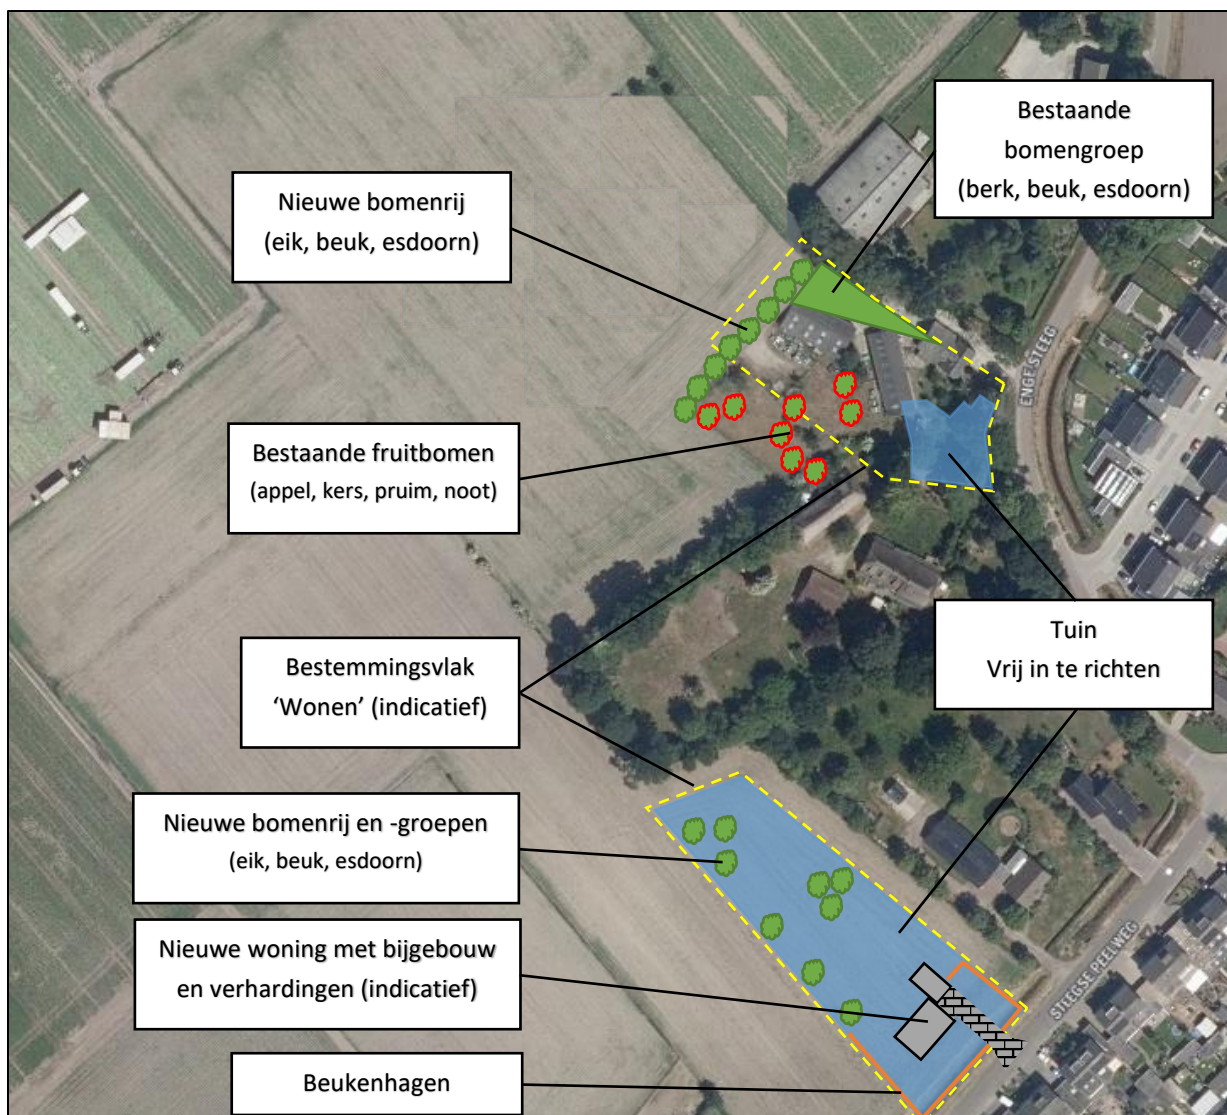 Bestaande
bomengroep
(berk, beuk, esdoorn)
Nieuwe bomenrij
(eik, beuk, esdoorn)
ENGE STEEG
Bestaande fruitbomen
(appel, kers, pruim, noot)
Tuin
Vrij in te richten
Bestemmingsvlak
‘Wonen’ (indicatief)
Nieuwe bomenrij en -groepen
(eik, beuk, esdoorn)
Nieuwe woning met bijgebouw
en verhardingen (indicatief)
STEEGSE PEELWEG
Beukenhagen